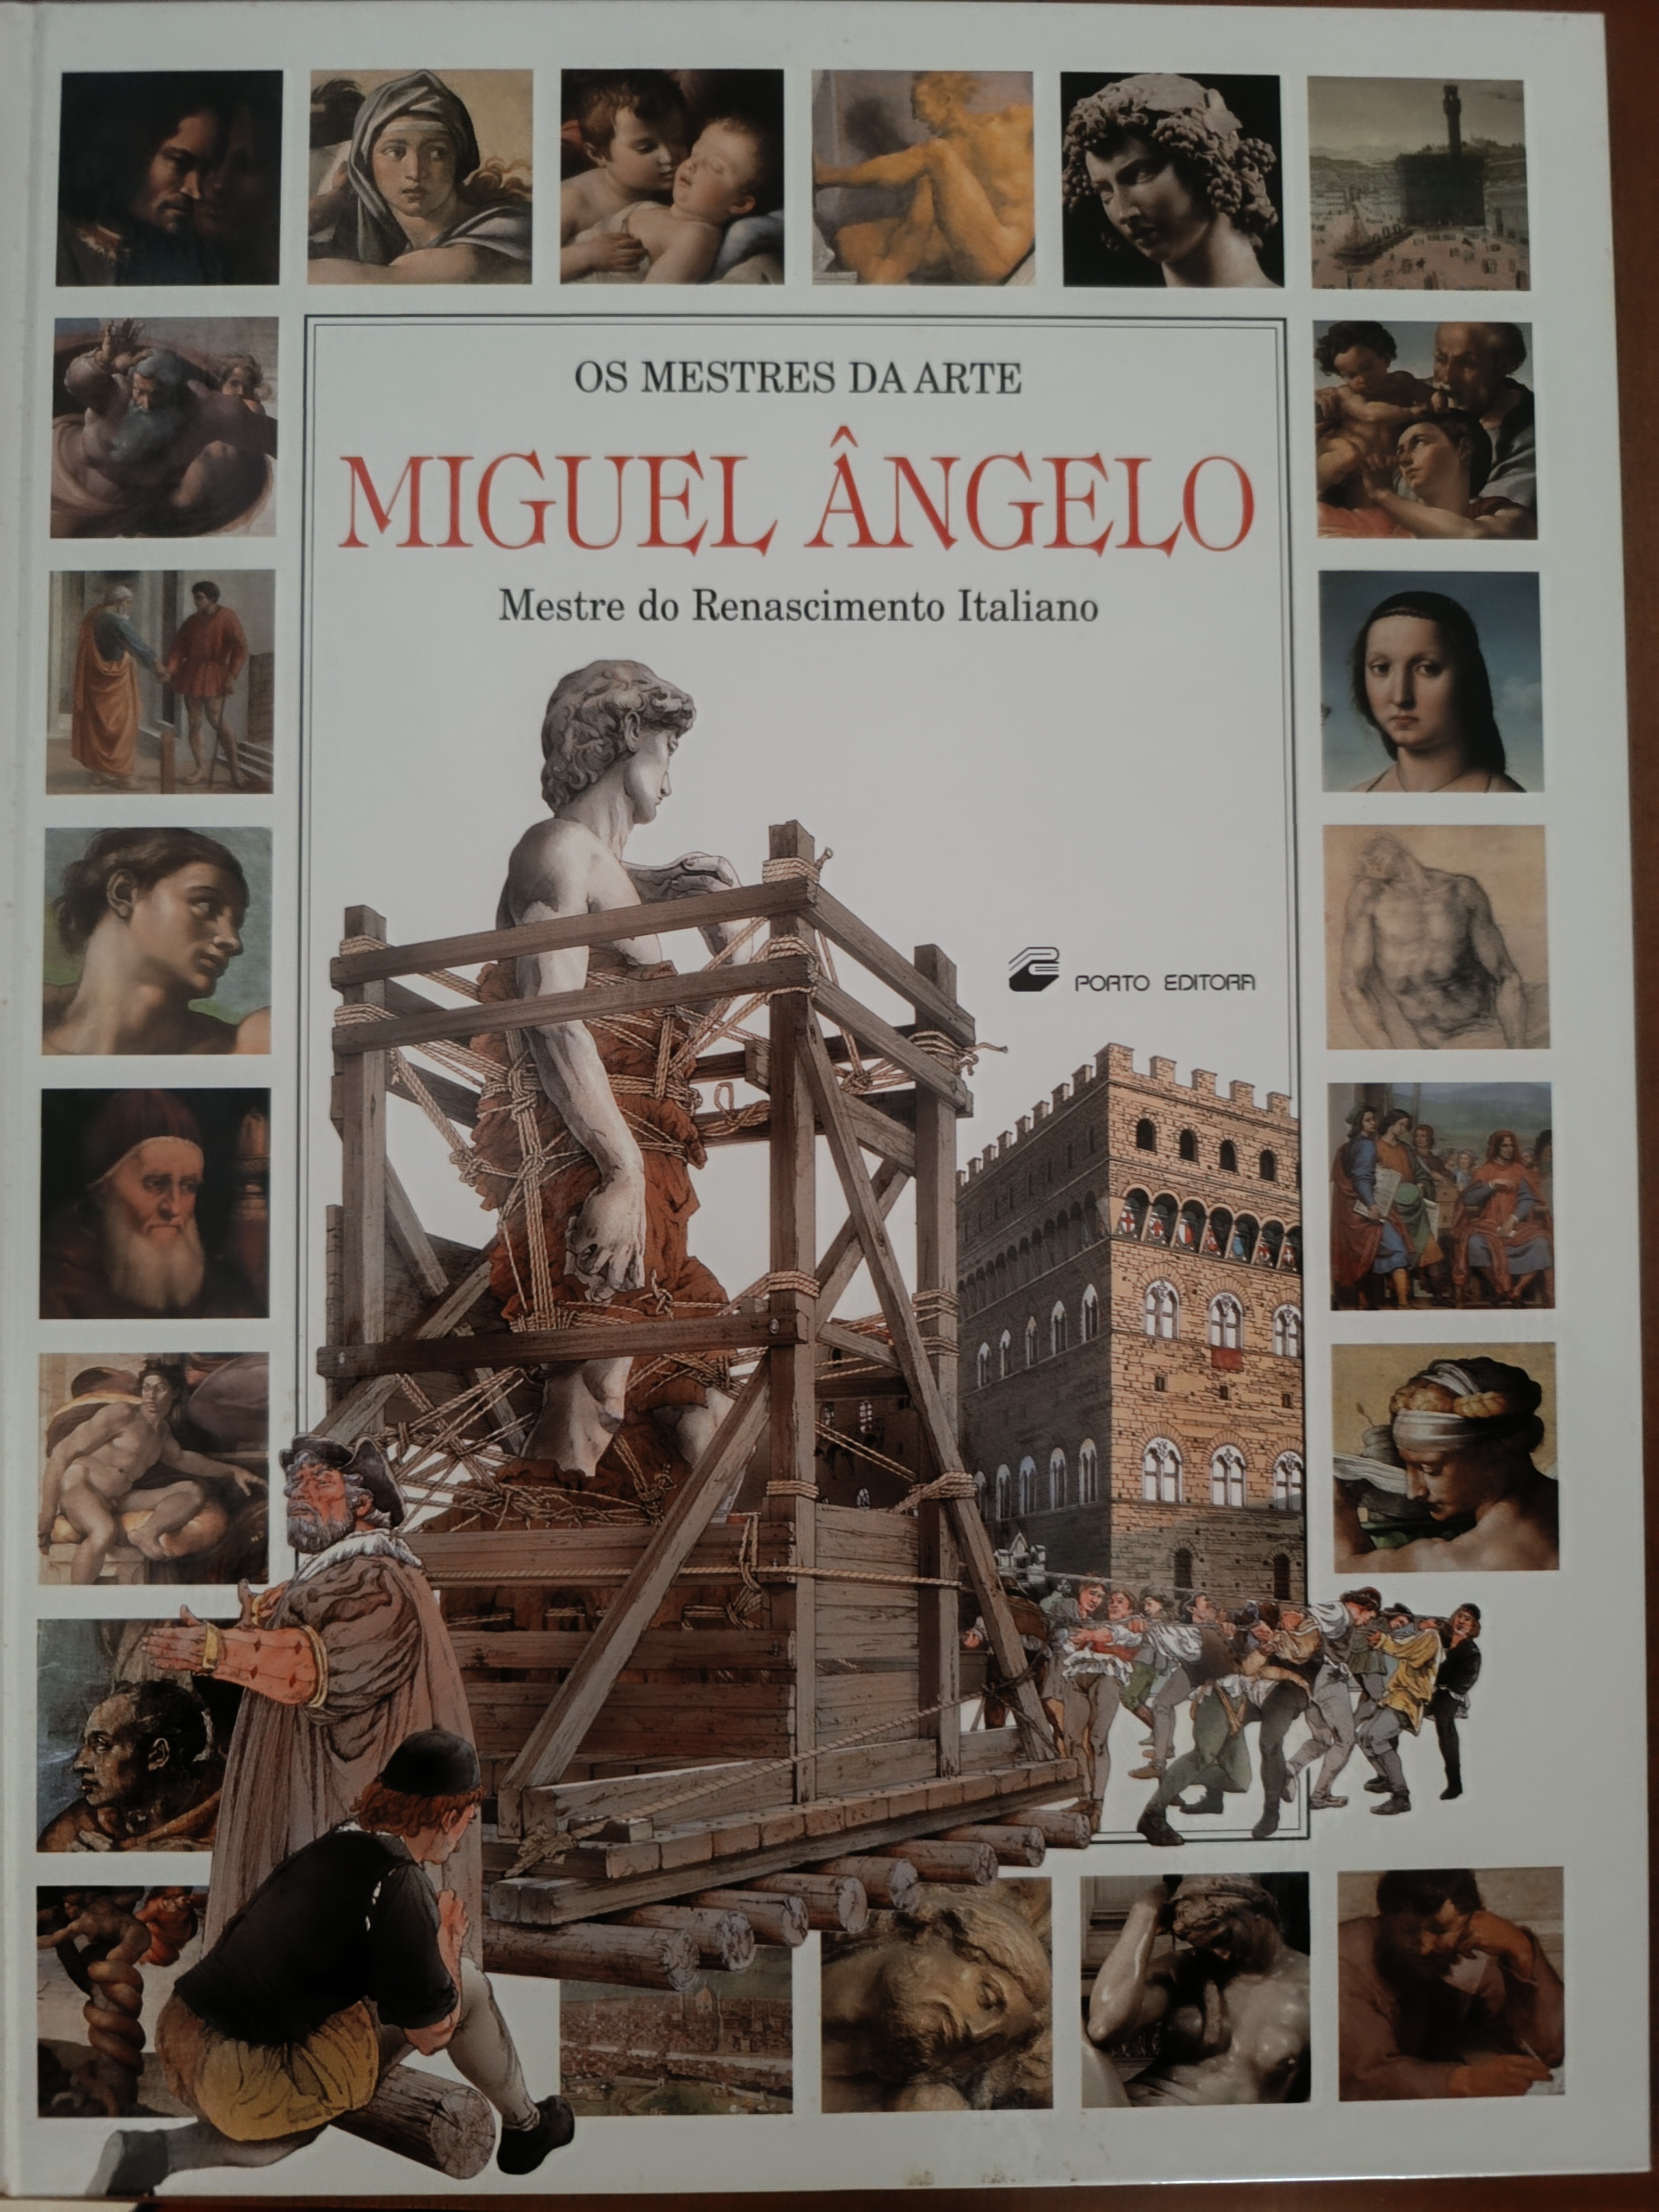 OS MESTRES DA ARTE
MIGUEL ÂNGELO
Mestre do Renascimento Italiano
PORTO EDITORA